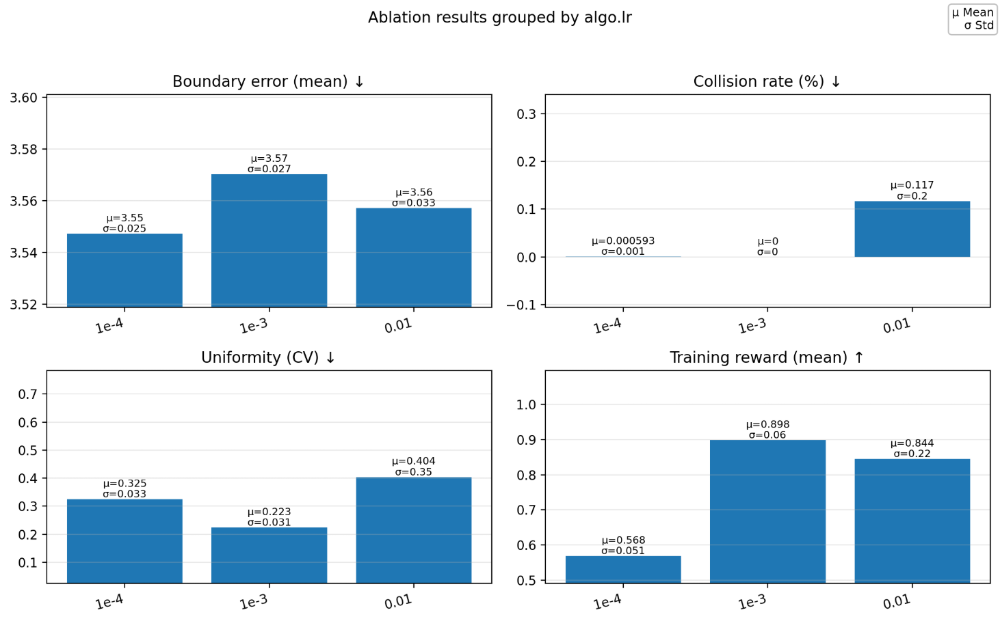 Ablation results grouped by algo.lr
μ Mean
σ Std
Boundary error (mean) ↓
3.60
3.58
3.56
3.54
3.52
μ=3.55
σ=0.025
μ=3.57
σ=0.027
μ=3.56
σ=0.033
1e-4
1e-3
0.01
Collision rate (%) ↓
0.3
0.2
0.1
0.0
−0.1
μ=0.000593
σ=0.001
μ=0
σ=0
μ=0.117
σ=0.2
1e-4
1e-3
0.01
Uniformity (CV) ↓
0.7
0.6
0.5
0.4
0.3
0.2
0.1
μ=0.325
σ=0.033
μ=0.223
σ=0.031
μ=0.404
σ=0.35
1e-4
1e-3
0.01
Training reward (mean) ↑
1.0
0.9
0.8
0.7
0.6
0.5
μ=0.568
σ=0.051
μ=0.898
σ=0.06
μ=0.844
σ=0.22
1e-4
1e-3
0.01